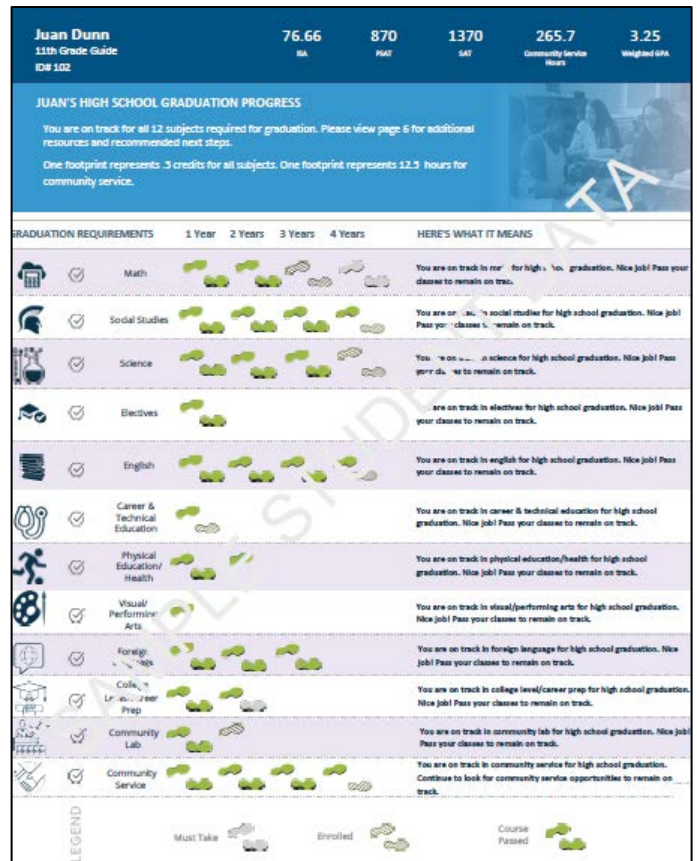 Juan Dunn
11th Grade Guide
ID# 102
76.66
ISA
870
PSAT
1370
SAT
265.7
Community Service
Hours
3.25
Weighted GPA
JUAN'S HIGH SCHOOL GRADUATION PROGRESS
You are on track for all 12 subjects required for graduation. Please view page 6 for additional
resources and recommended next steps.
One footprint represents .5 credits for all subjects. One footprint represents 12.5 hours for
community service.
GRADUATION REQUIREMENTS 1 Year 2 Years 3 Years 4 Years HERE'S WHAT IT MEANS
Math
You are on track in for high graduation. Nice job! Pass your
classes to remain on
Social Studies
You are social studies for high school graduation. Nice job!
Pass classes remain on track.
Science
science for high school graduation. Nice job! Pass
to remain on track.
Electives
are on track in electives for high school graduation. Nice job! Pass
your classes to remain on track.
English
You are on track in english for high school graduation. Nice job! Pass
your classes to remain on track.
Career &
Technical
Education
You are on track in career & technical education for high school
graduation. Nice job! Pass your classes to remain on track.
Physical
Education/
Health
You are on track in physical education/health for high school
graduation. Nice job! Pass your classes to remain on track.
Visual/
Performing
Arts
You are on track in visual/performing arts for high school graduation.
Nice job! Pass your classes to remain on track.
Foreign
You are on track in foreign language for high school graduation. Nice
job! Pass your classes to remain on track.
College
Prep
You are on track in college level/career prep for high school graduation.
Nice job! Pass your classes to remain on track.
Community
Lab
You are on track in community lab for high school graduation. Nice job!
Pass your classes to remain on track.
Community
Service
You are on track in community service for high school graduation.
Continue to look for community service opportunities to remain on
track.
LEGEND
Must Take
Enrolled
Course
Passed
SAMPLE STUDENT DATA